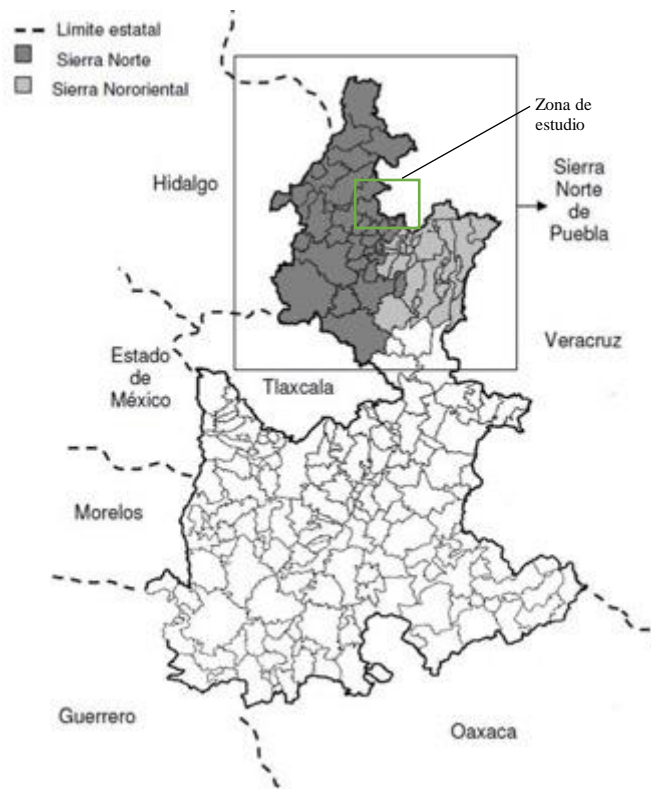 Límite estatal
Sierra Norte
Sierra Nororiental
Zona de
estudio
Hidalgo
Sierra
Norte
de
Puebla
Veracruz
Estado
de
México
Tlaxcala
Morelos
Guerrero
Oaxaca